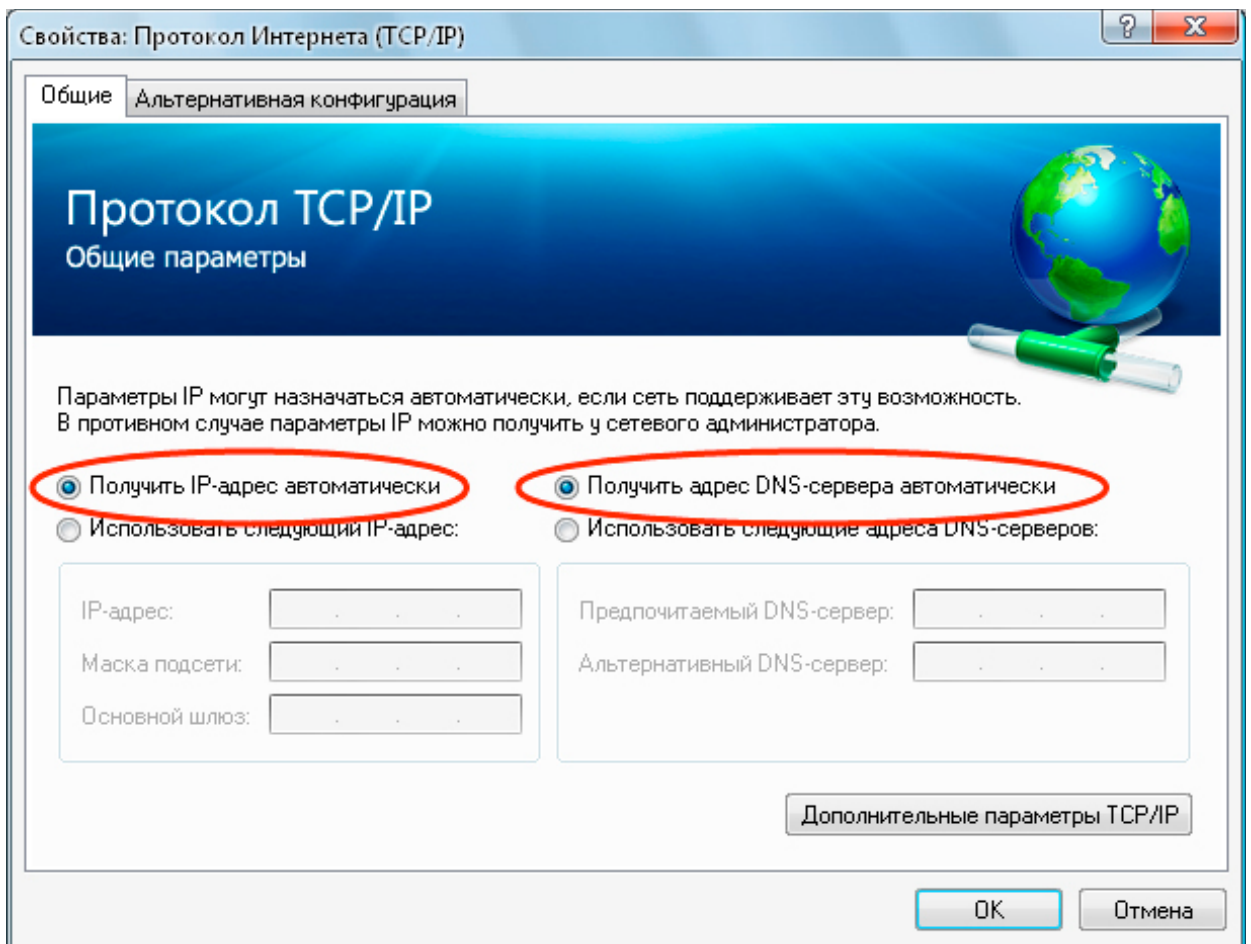 Свойства: Протокол Интернета (TCP/IP)
?
Общие
Альтернативная конфигурация
Протокол TCP/IP
Общие параметры
Параметры IP могут назначаться автоматически, если сеть поддерживает эту возможность.
В противном случае параметры IP можно получить у сетевого администратора.
Получить IP-адрес автоматически
Использовать следующий IP-адрес:
IP-адрес:
Маска подсети:
Основной шлюз:
Получить адрес DNS-сервера автоматически
Использовать следующие адреса DNS-серверов:
Предпочитаемый DNS-сервер:
Альтернативный DNS-сервер:
Дополнительные параметры TCP/IP
OK
Отмена